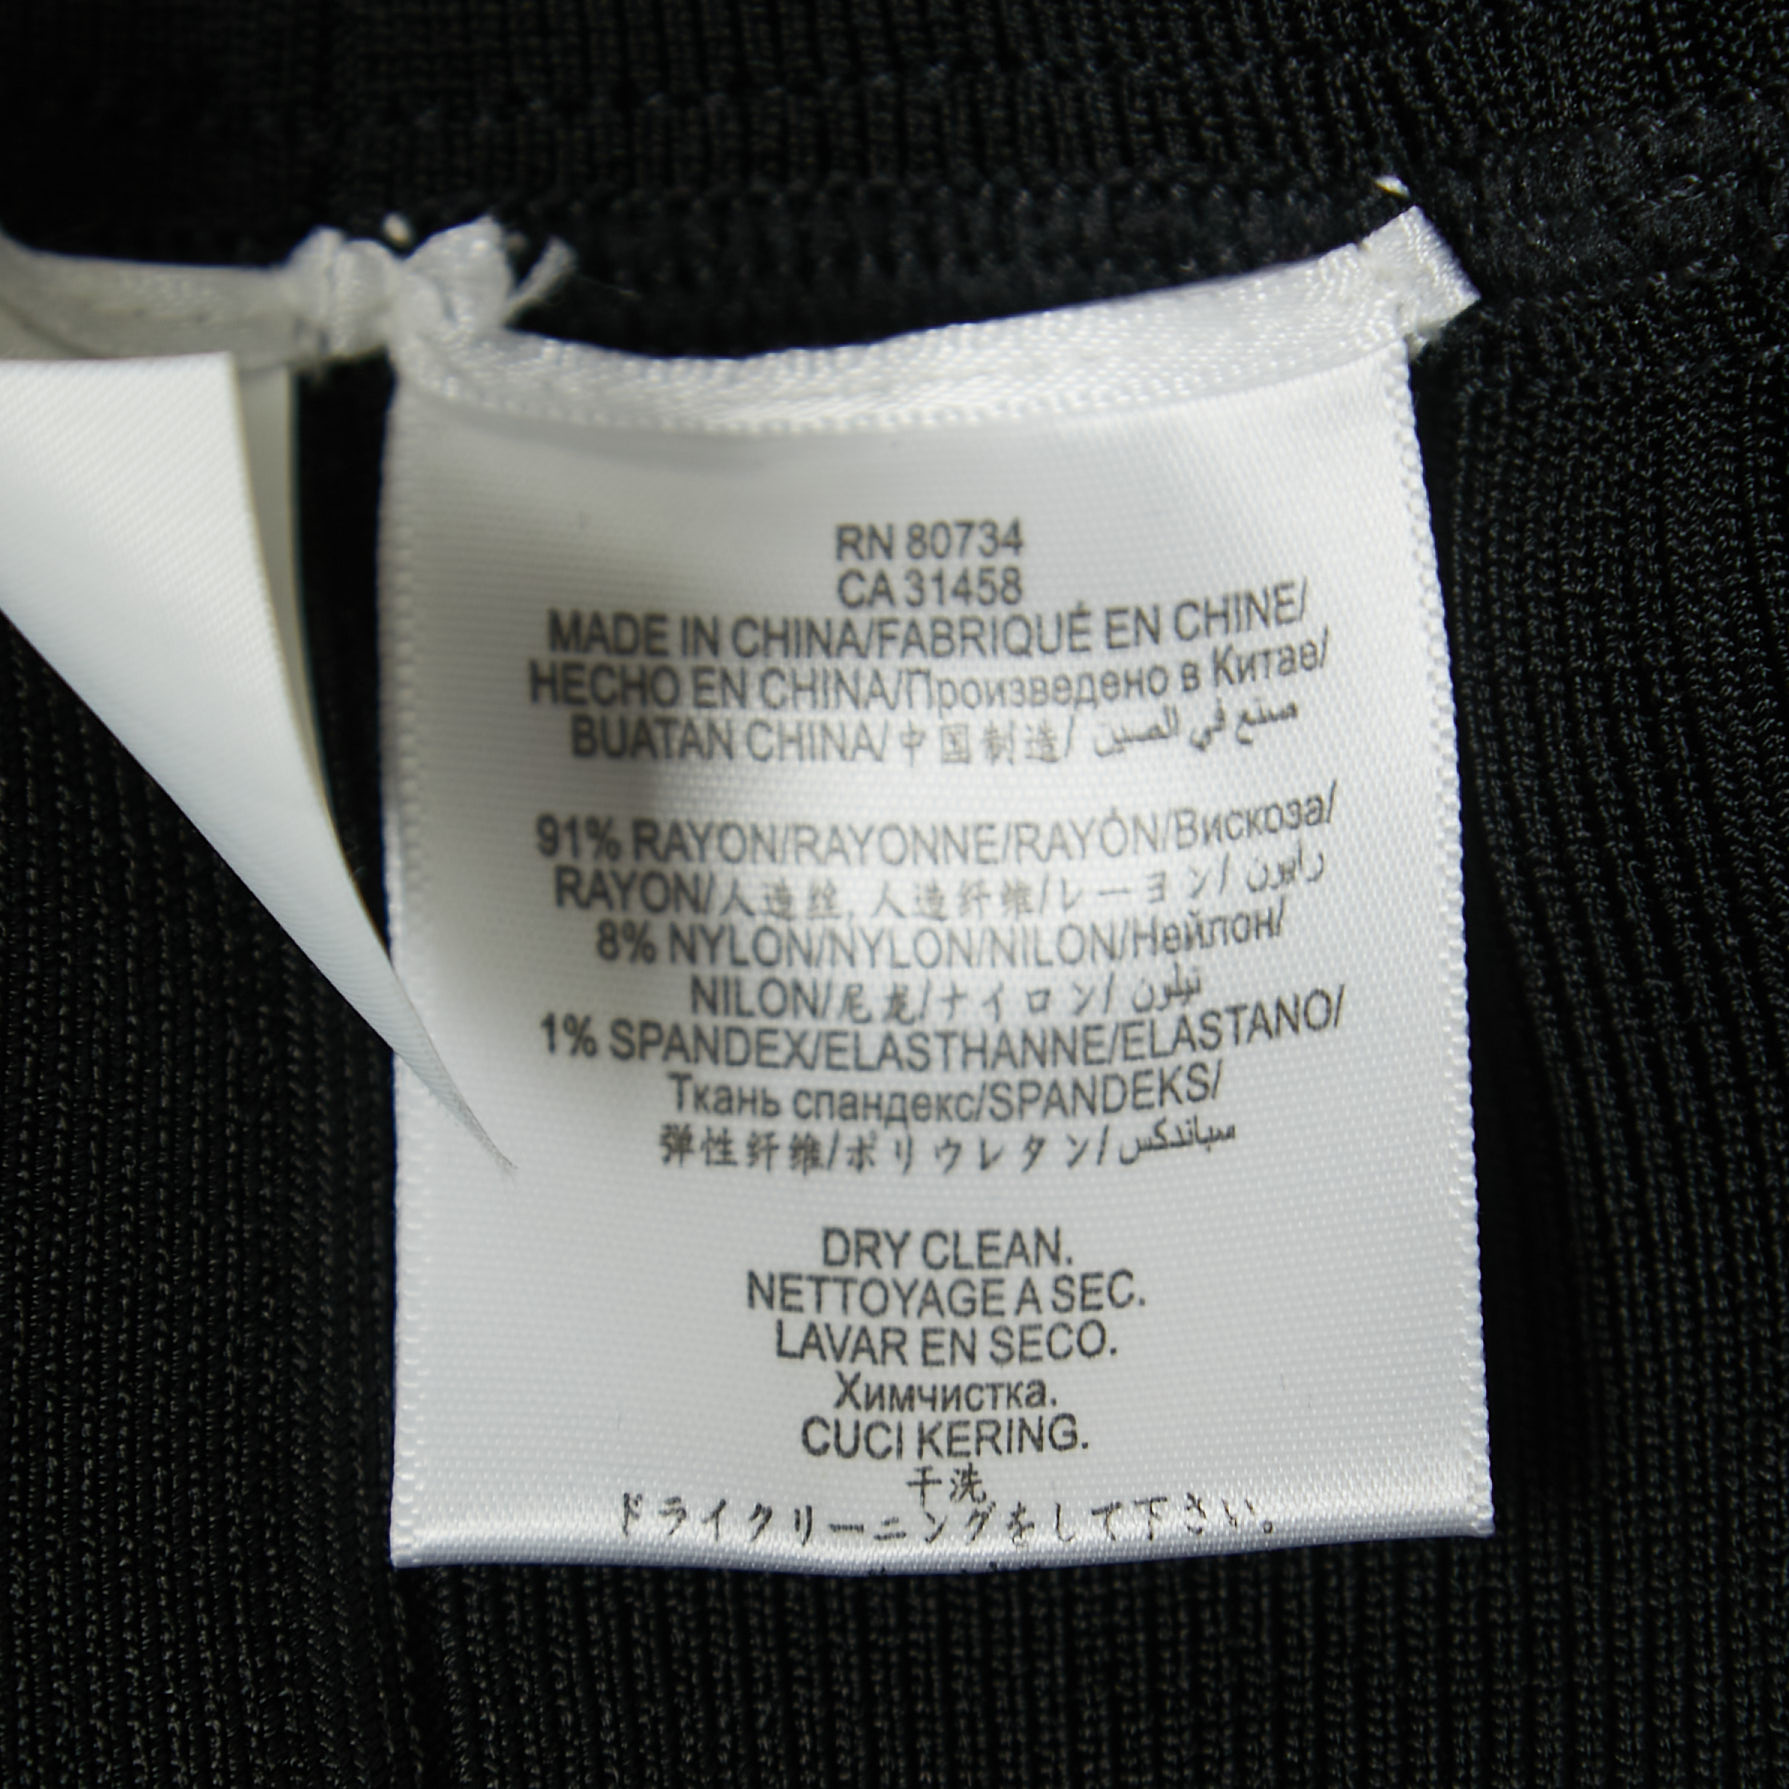 RN 80734
CA 31458
MADE IN CHINA/FABRIQUÉ EN CHINE/
HECHO EN CHINA/Произведено в Китае/
BUATAN CHINA/中国制造/ صنع في الصين
91% RAYON/RAYONNE/RAYÓN/Вискоза/
RAYON/人造丝, 人造纤维/レーヨン/ رايون
8% NYLON/NYLON/NILON/Нейлон/
NILON/尼龙/ナイロン/ نيلون
1% SPANDEX/ELASTHANNE/ELASTANO/
Ткань спандекс/SPANDEKS/
弹性纤维/ポリウレタン/ سباندكس
DRY CLEAN.
NETTOYAGE A SEC.
LAVAR EN SECO.
Химчистка.
CUCI KERING.
干洗
ドライクリーニングをして下さい。